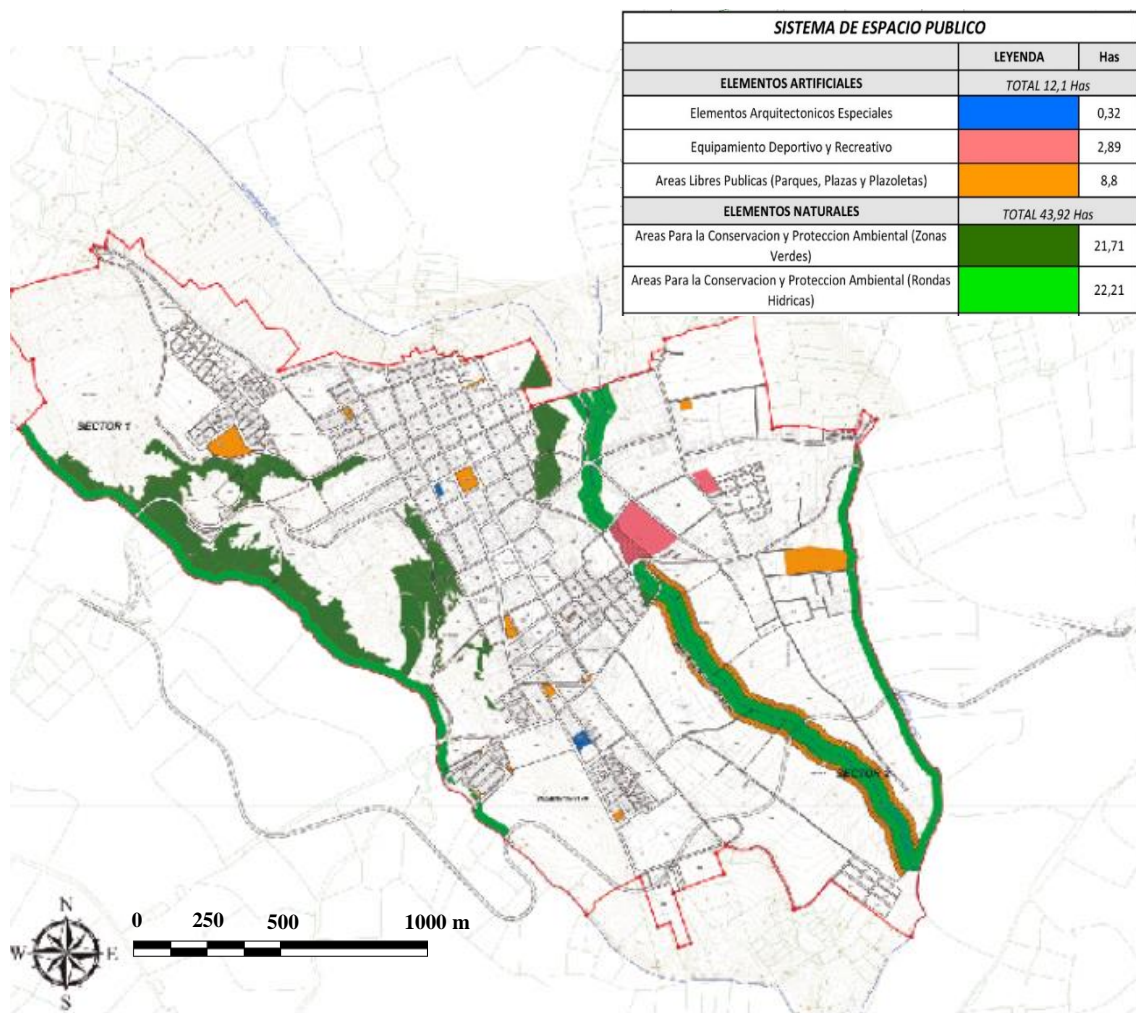 SISTEMA DE ESPACIO PUBLICO
LEYENDA Has
ELEMENTOS ARTIFICIALES TOTAL 12,1 Has
Elementos Arquitectonicos Especiales 0,32
Equipamiento Deportivo y Recreativo 2,89
Areas Libres Publicas (Parques, Plazas y Plazoletas) 8,8
ELEMENTOS NATURALES TOTAL 43,92 Has
Areas Para la Conservacion y Proteccion Ambiental (Zonas
Verdes) 21,71
Areas Para la Conservacion y Proteccion Ambiental (Rondas
Hidricas) 22,21
SECTOR 1
SECTOR 2
N
W E
S
0 250 500 1000 m